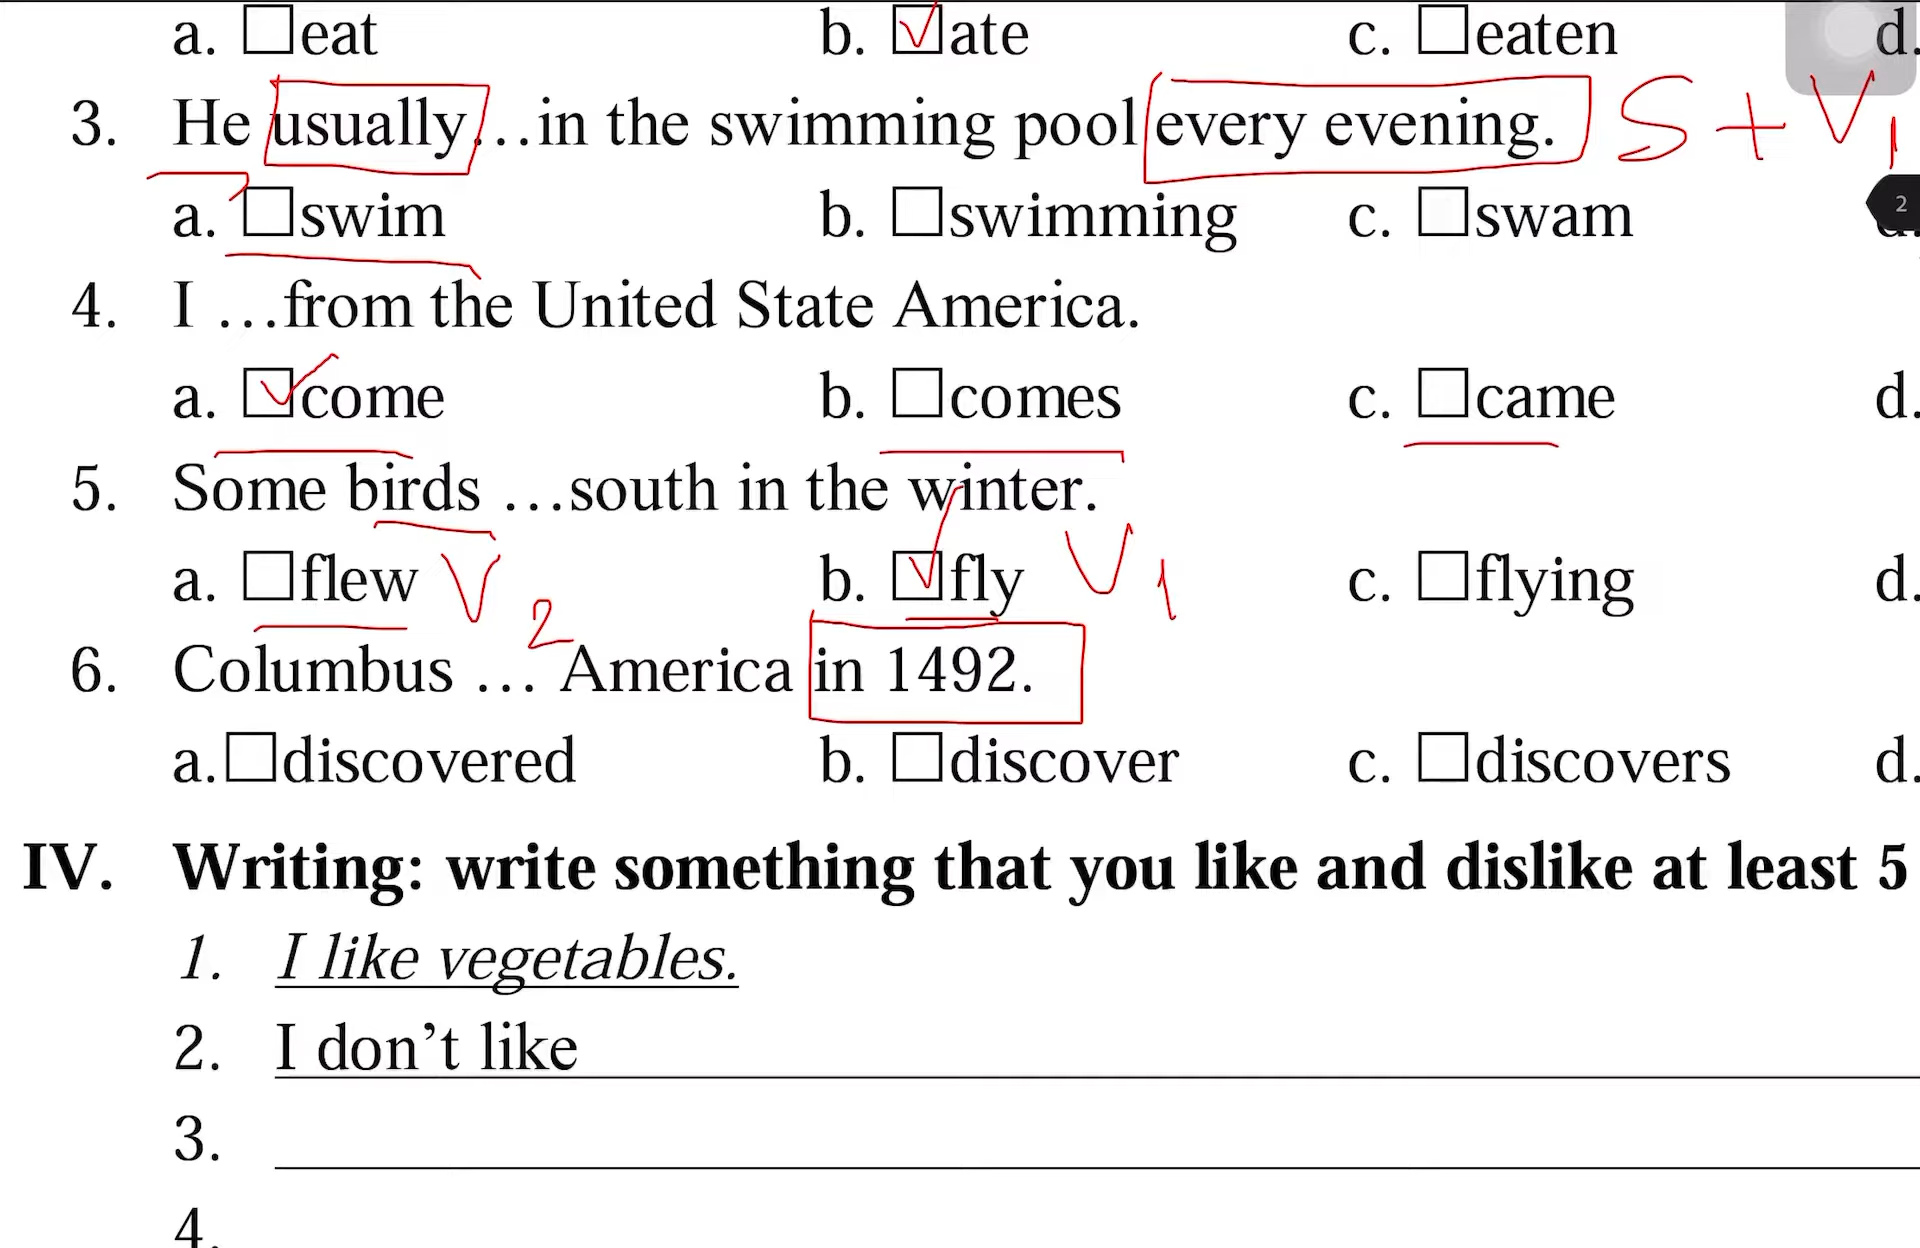 a. □eat b. ☑ate c. □eaten d.
3. He usually…in the swimming pool every evening. S + V1
a. □swim b. □swimming c. □swam
2
4. I …from the United State America.
a. ☑come b. □comes c. □came d.
5. Some birds …south in the winter.
a. □flew V2 b. ☑fly V1 c. □flying d.
6. Columbus … America in 1492.
a.□discovered b. □discover c. □discovers d.
IV. Writing: write something that you like and dislike at least 5
1. I like vegetables.
2. I don’t like
3.
4.